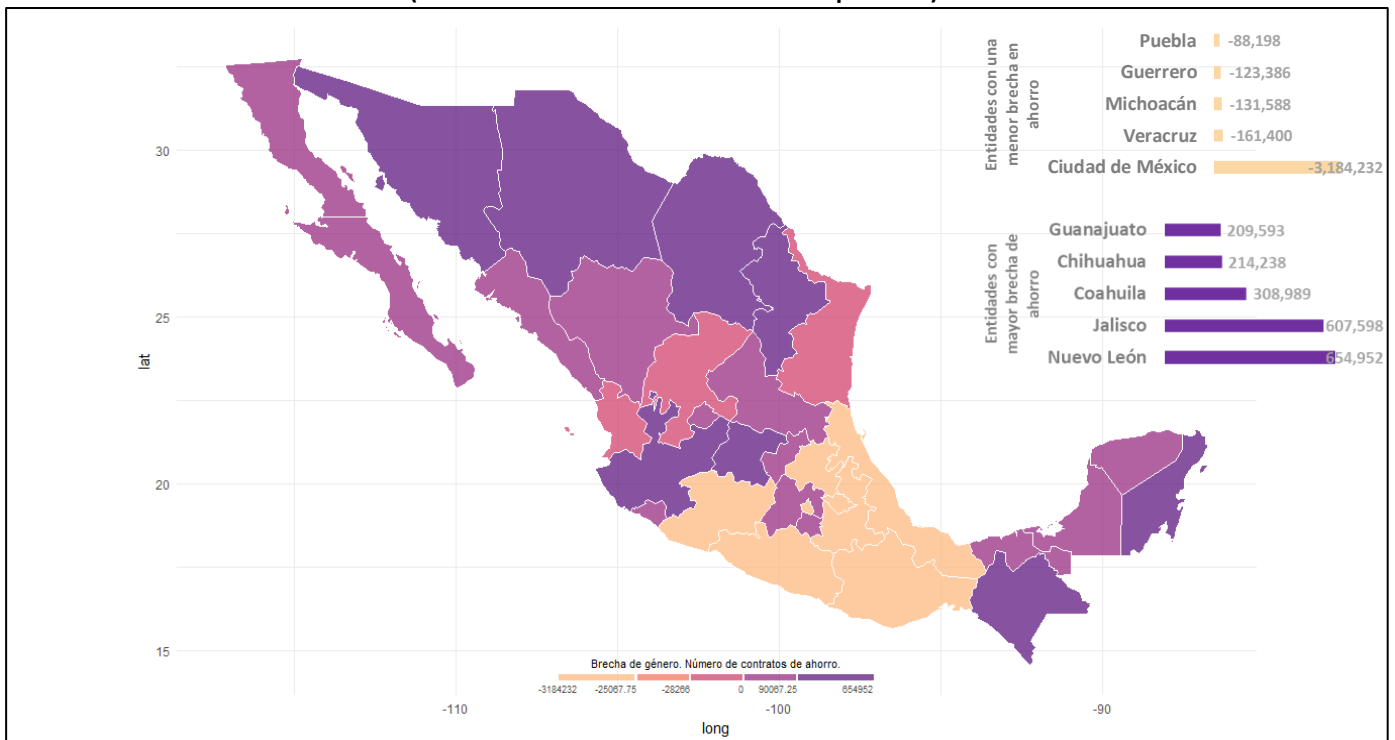 Puebla -88,198
Guerrero -123,386
Michoacán -131,588
Veracruz -161,400
Ciudad de México -3,184,232
Entidades con una
menor brecha en
ahorro
Guanajuato 209,593
Chihuahua 214,238
Coahuila 308,989
Jalisco 607,598
Nuevo León 654,952
Entidades con
mayor brecha de
ahorro
30
25
20
15
lat
Brecha de género. Número de contratos de ahorro.
-3184232 -25067.75 -28266 0 90067.25 654952
-110 -100 -90
long